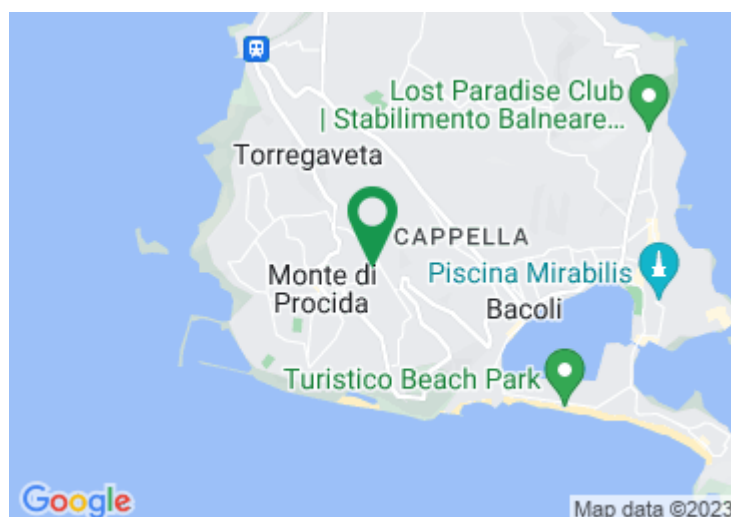 Lost Paradise Club
| Stabilimento Balneare...
Torregaveta
CAPPELLA
Monte di
Procida
Piscina Mirabilis
Bacoli
Turistico Beach Park
Google
Map data ©2023